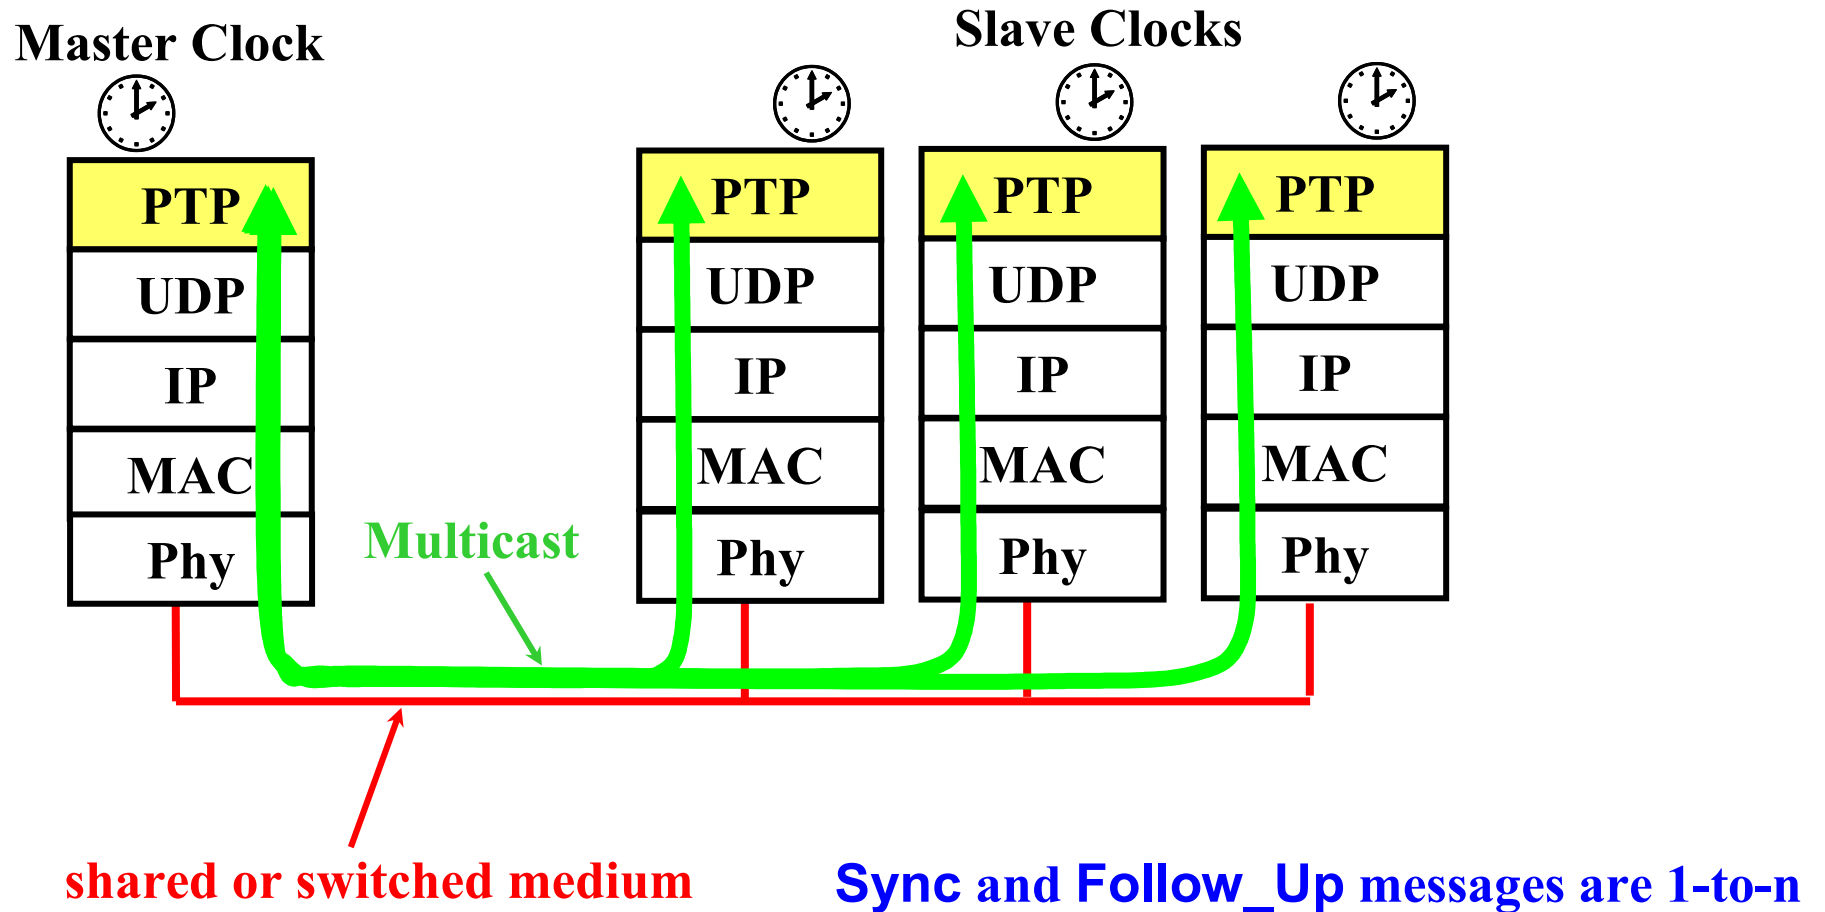 Master Clock
Slave Clocks
PTP
UDP
IP
MAC
Phy
PTP
UDP
IP
MAC
Phy
PTP
UDP
IP
MAC
Phy
PTP
UDP
IP
MAC
Phy
Multicast
shared or switched medium
Sync and Follow_Up messages are 1-to-n